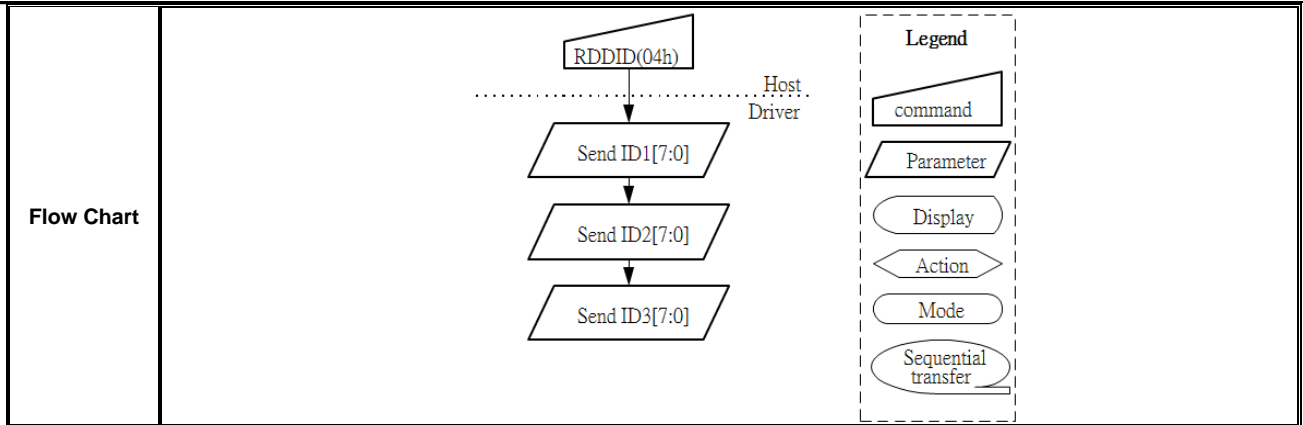 Flow Chart
RDDID(04h)
Host
Driver
Send ID1[7:0]
Send ID2[7:0]
Send ID3[7:0]
Legend
command
Parameter
Display
Action
Mode
Sequential
transfer